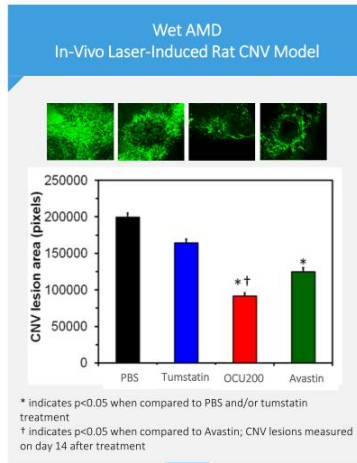 Wet AMD
In-Vivo Laser-Induced Rat CNV Model
CNV lesion area (pixels)
250000
200000
150000
100000
50000
0
*†
*
PBS
Tumstatin
OCU200
Avastin
* indicates p<0.05 when compared to PBS and/or tumstatin
treatment
† indicates p<0.05 when compared to Avastin; CNV lesions measured
on day 14 after treatment